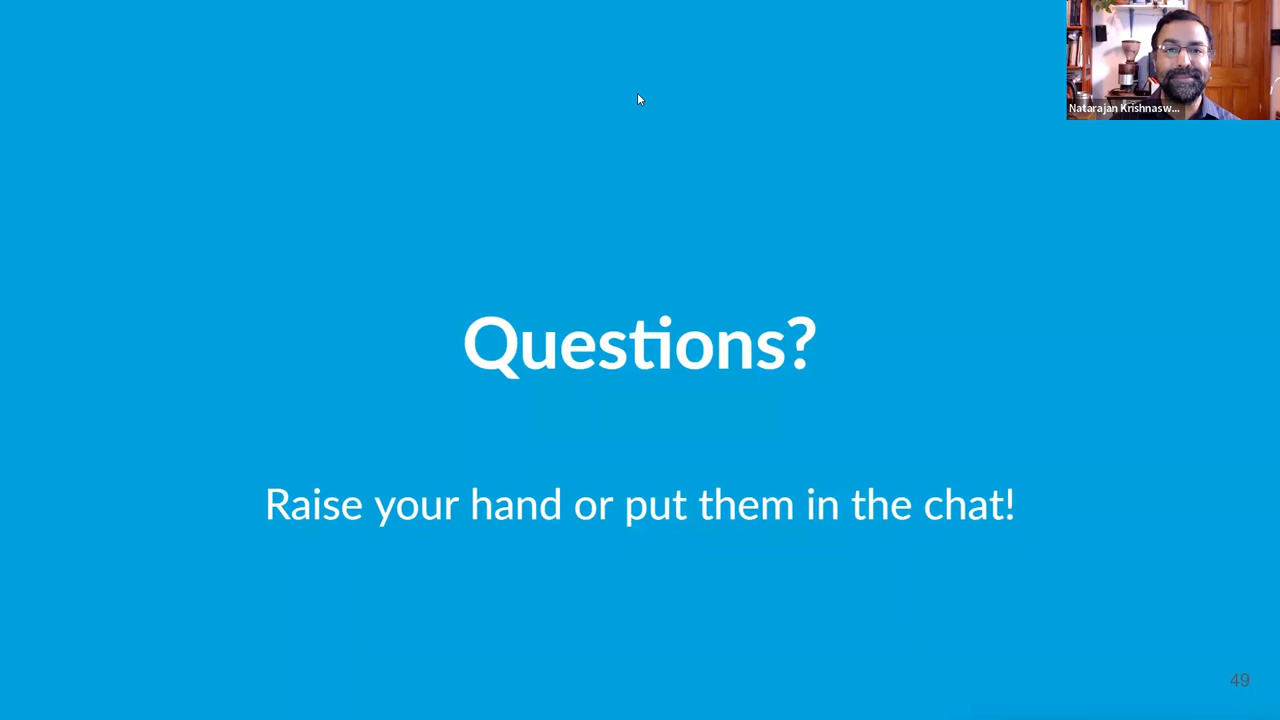 Natarajan Krishnasw...
Questions?
Raise your hand or put them in the chat!
49